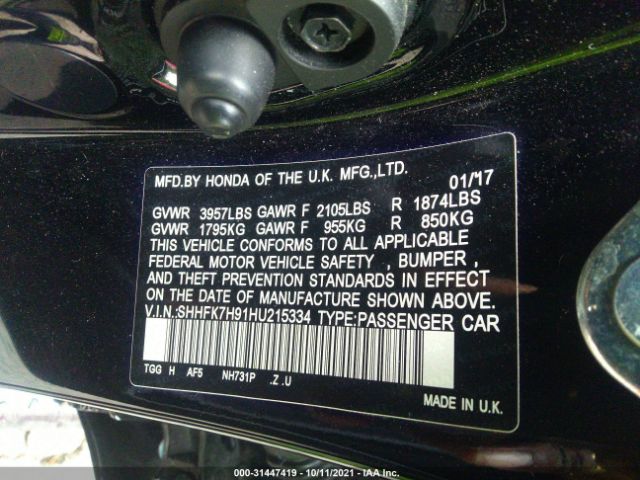 MFD.BY HONDA OF THE U.K. MFG.,LTD. 01/17
GVWR 3957LBS GAWR F 2105LBS R 1874LBS
GVWR 1795KG GAWR F 955KG R 850KG
THIS VEHICLE CONFORMS TO ALL APPLICABLE
FEDERAL MOTOR VEHICLE SAFETY , BUMPER ,
AND THEFT PREVENTION STANDARDS IN EFFECT
ON THE DATE OF MANUFACTURE SHOWN ABOVE.
V.I.N:SHHFK7H91HU215334 TYPE:PASSENGER CAR
TGG H AF5 NH731P .Z .U
MADE IN U.K.
000-31447419 - 10/11/2021 - IAA Inc.